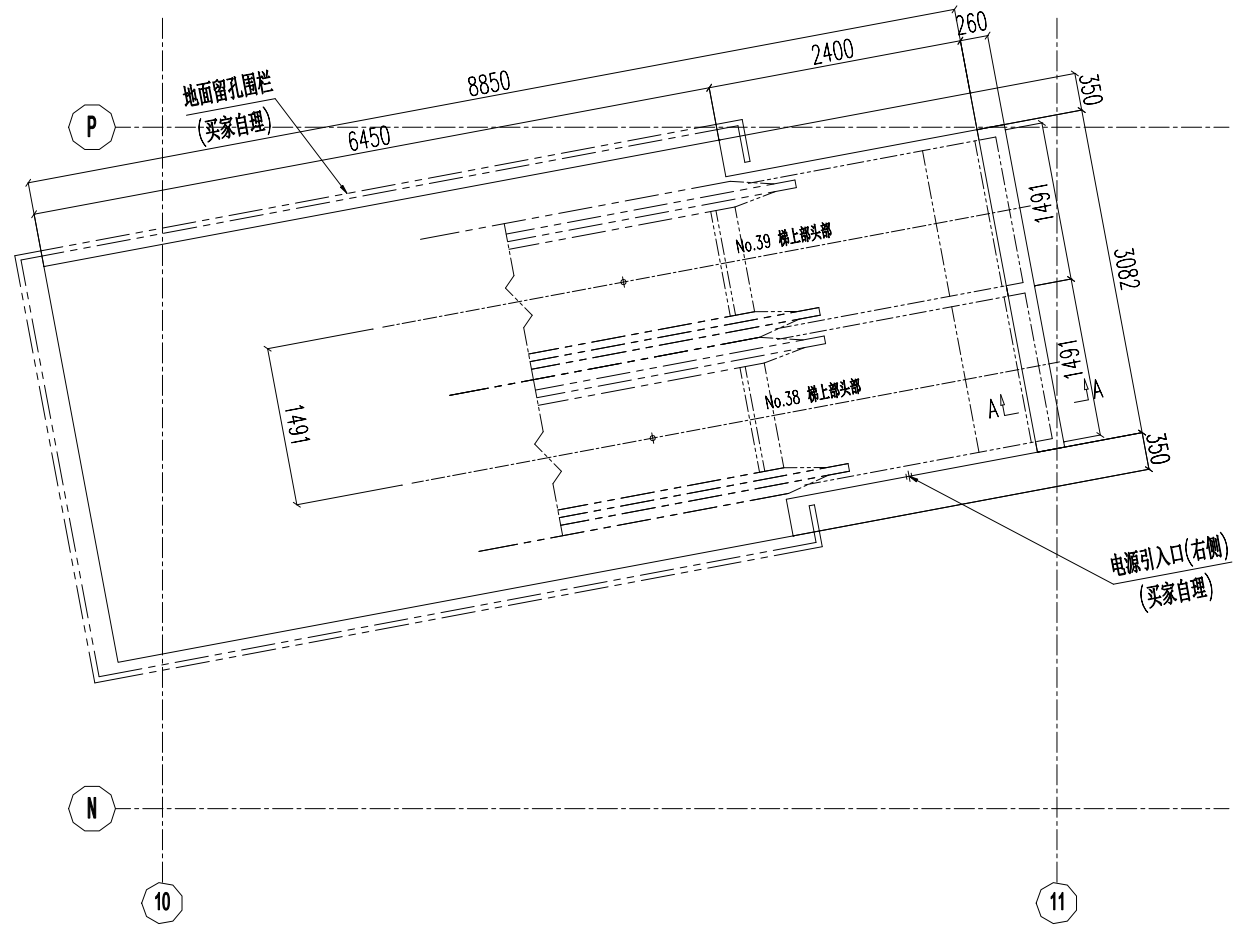 260
2400
8850
地面留孔围栏
(买家自理)
6450
350
P
1491
No.39 梯上部头部
3082
1491
No.38 梯上部头部
A
A
1491
350
电源引入口(右侧)
(买家自理)
N
10
11